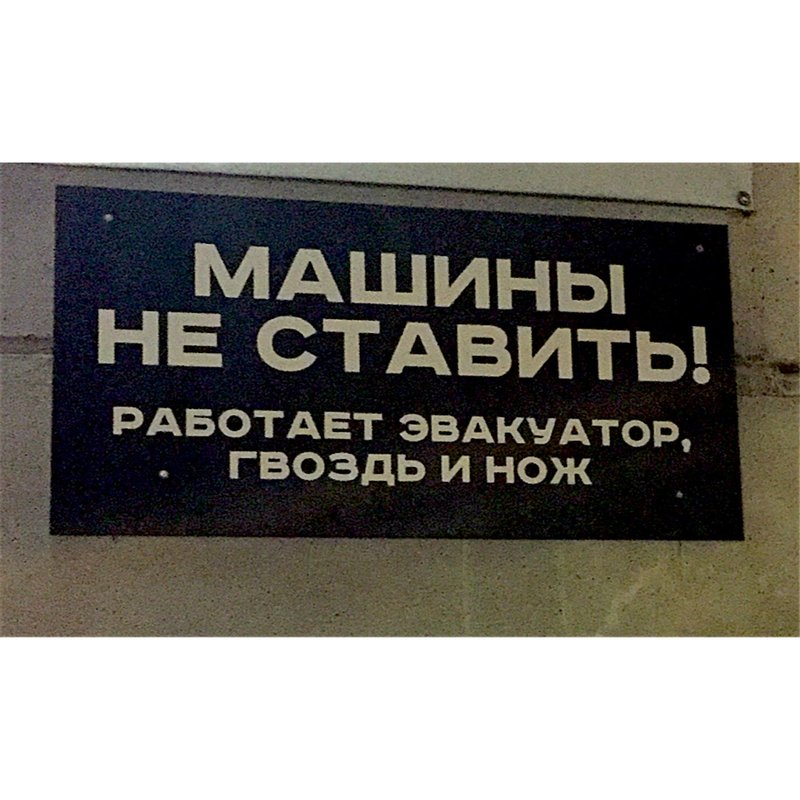 МАШИНЫ
НЕ СТАВИТЬ!
РАБОТАЕТ ЭВАКУАТОР,
ГВОЗДЬ И НОЖ